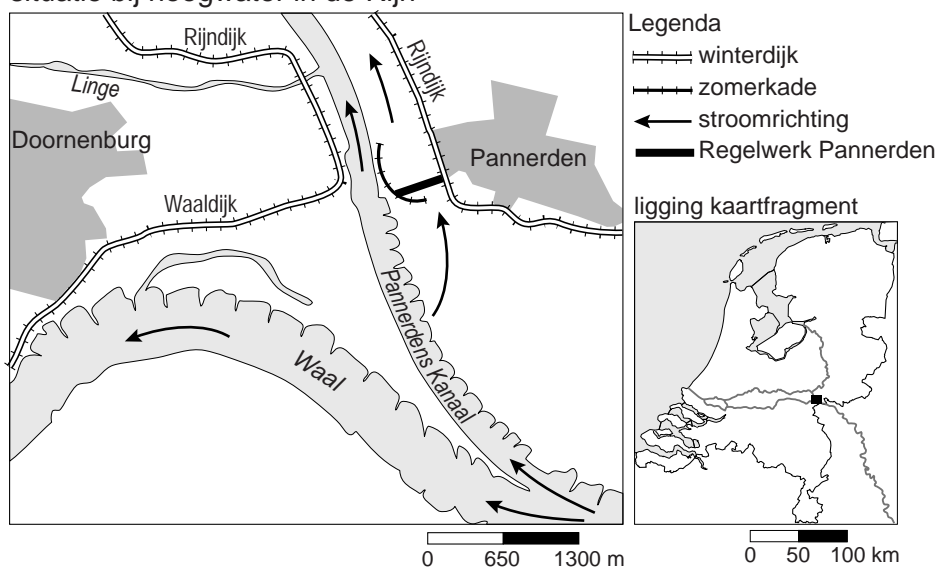 situatie bij hoogwater in de Rijn
Rijndijk
Rijndijk
Linge
Doornenburg
Pannerden
Waaldijk
Pannerdens Kanaal
Waal
0 650 1300 m
Legenda
winterdijk
zomerkade
stroomrichting
Regelwerk Pannerden
ligging kaartfragment
0 50 100 km